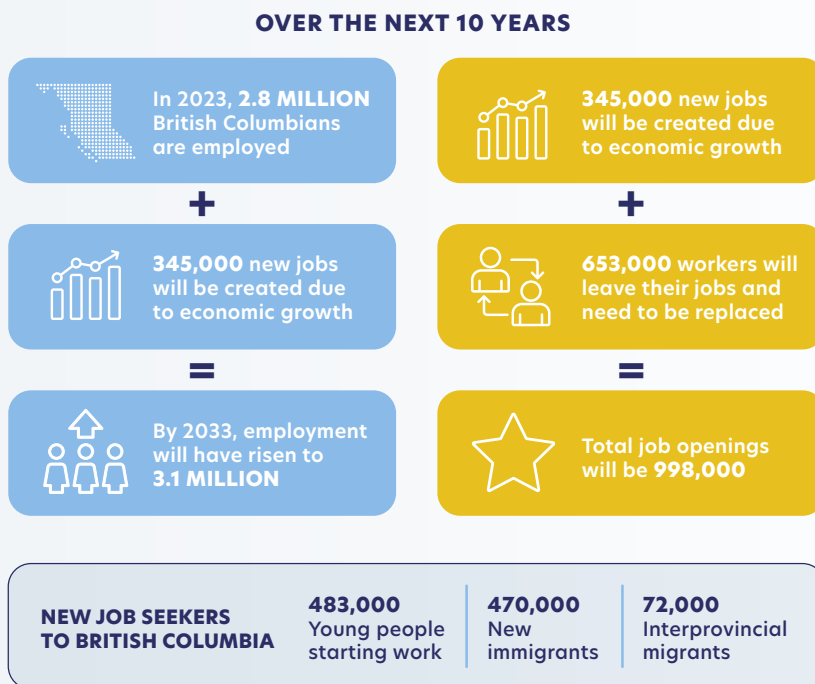 OVER THE NEXT 10 YEARS
In 2023, 2.8 MILLION
British Columbians
are employed
+
345,000 new jobs
will be created due
to economic growth
=
By 2033, employment
will have risen to
3.1 MILLION
345,000 new jobs
will be created due
to economic growth
+
653,000 workers will
leave their jobs and
need to be replaced
=
Total job openings
will be 998,000
NEW JOB SEEKERS
TO BRITISH COLUMBIA
483,000
Young people
starting work
470,000
New
immigrants
72,000
Interprovincial
migrants